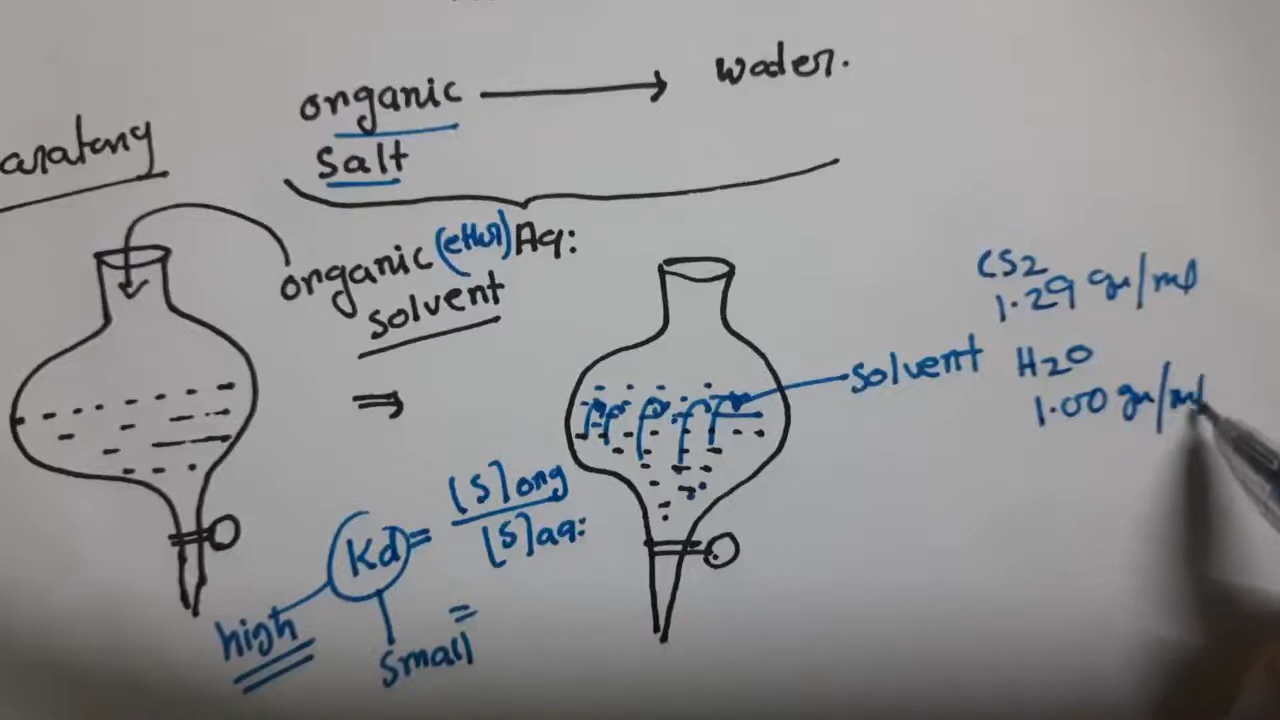 organic → water.
salt
aratory
organic (ether) Aq:
solvent
⇒
solvent
CS2
1.29 gm/ml
H2O
1.00 gm/ml
Kd = [S]org
[S]aq:
high
small